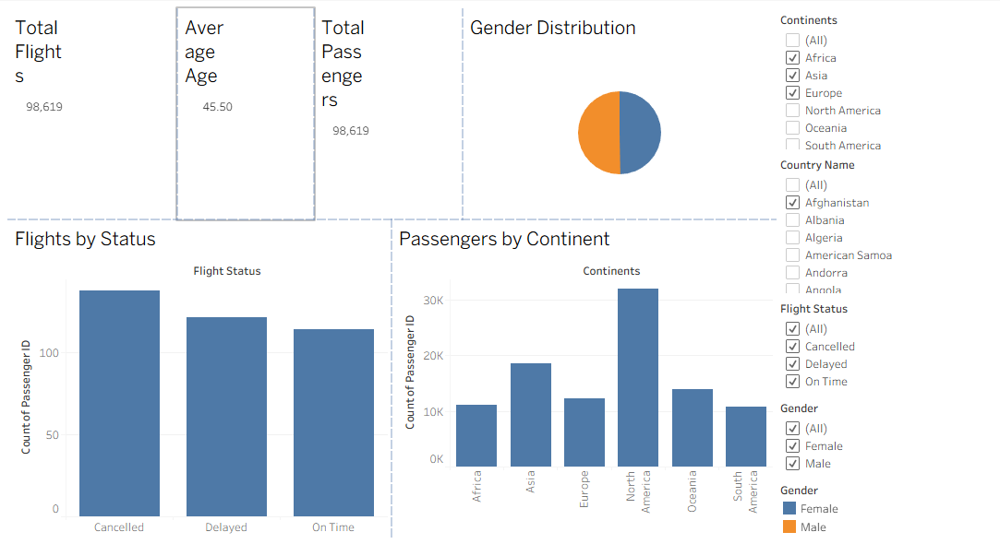 Total
Flight
s
98,619
Aver
age
Age
45.50
Total
Pass
enge
rs
98,619
Gender Distribution
Flights by Status
Flight Status
Count of Passenger ID
100
50
0
Cancelled
Delayed
On Time
Passengers by Continent
Continents
Count of Passenger ID
30K
20K
10K
0K
Africa
Asia
Europe
North
America
Oceania
South
America
Continents
(All)
Africa
Asia
Europe
North America
Oceania
South America
Country Name
(All)
Afghanistan
Albania
Algeria
American Samoa
Andorra
Angola
Flight Status
(All)
Cancelled
Delayed
On Time
Gender
(All)
Female
Male
Gender
Female
Male